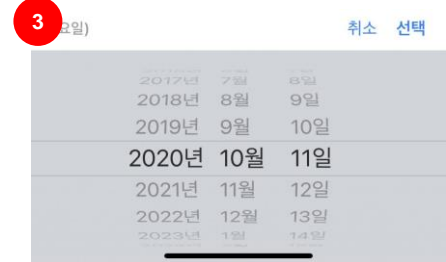 3 요일) 취소 선택
2017년 7월 8일
2018년 8월 9일
2019년 9월 10일
2020년 10월 11일
2021년 11월 12일
2022년 12월 13일
2023년 1월 14일